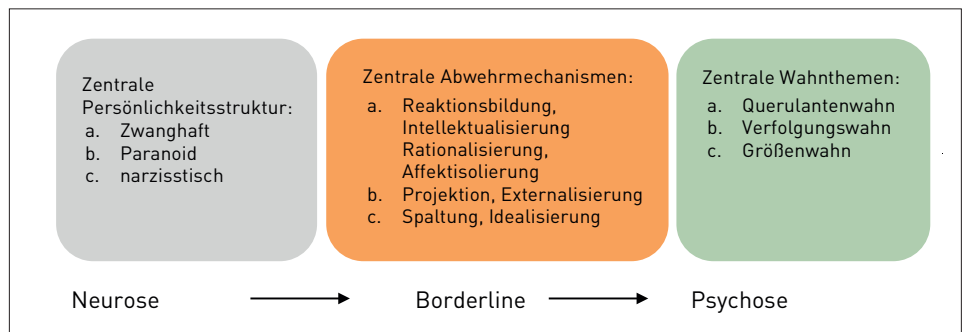 Zentrale
Persönlichkeitsstruktur:
a. Zwanghaft
b. Paranoid
c. narzisstisch
Zentrale Abwehrmechanismen:
a. Reaktionsbildung,
Intellektualisierung
Rationalisierung,
Affektisolierung
b. Projektion, Externalisierung
c. Spaltung, Idealisierung
Zentrale Wahnthemen:
a. Querulantenwahn
b. Verfolgungswahn
c. Größenwahn
Neurose
Borderline
Psychose